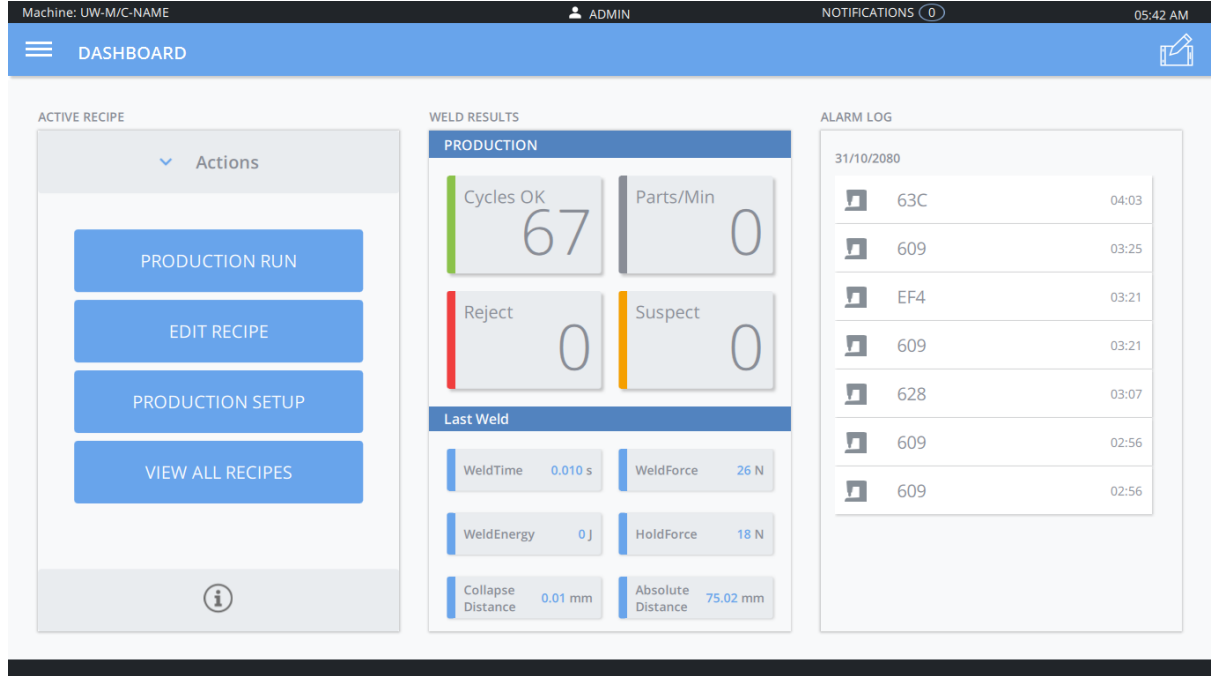 Machine: UW-M/C-NAME
ADMIN
NOTIFICATIONS 0
05:42 AM
DASHBOARD
ACTIVE RECIPE
Actions
PRODUCTION RUN
EDIT RECIPE
PRODUCTION SETUP
VIEW ALL RECIPES
WELD RESULTS
PRODUCTION
Cycles OK
67
Parts/Min
0
Reject
0
Suspect
0
Last Weld
WeldTime 0.010 s
WeldForce 26 N
WeldEnergy 0 J
HoldForce 18 N
Collapse
Distance 0.01 mm
Absolute
Distance 75.02 mm
ALARM LOG
31/10/2080
63C 04:03
609 03:25
EF4 03:21
609 03:21
628 03:07
609 02:56
609 02:56